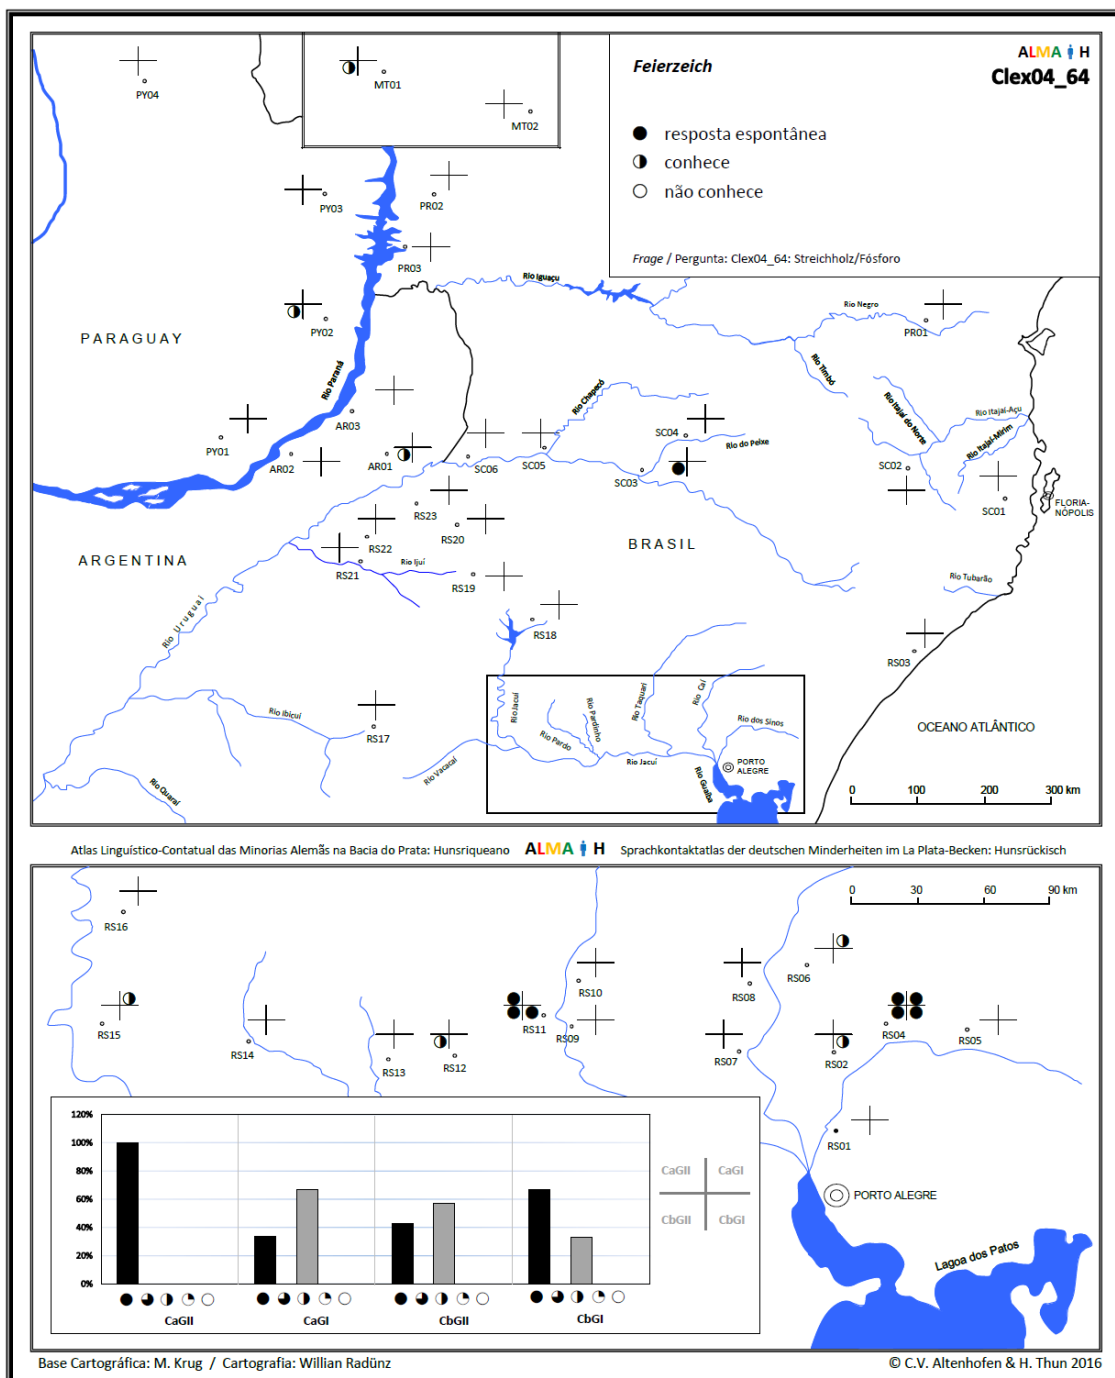 Feierzeich
ALMA H
Clex04_64
resposta espontânea
conhece
não conhece
Frage / Pergunta: Clex04_64: Streichholz/Fósforo
PY04
MT01
MT02
PY03
PR02
PR03
Rio Iguaçu
Rio Negro
PR01
PARAGUAY
PY02
Rio Paraná
Rio Timbó
Rio Chapecó
Rio Itajaí do Norte
Rio Itajaí-Açu
Rio Itajaí-Mirim
AR03
PY01
AR02
AR01
SC06
SC05
SC04
Rio do Peixe
SC03
SC02
SC01
FLORIA-
NÓPOLIS
RS23
RS20
RS22
BRASIL
ARGENTINA
RS21
Rio Ijuí
RS19
Rio Tubarão
Rio Uruguai
RS18
RS03
Rio Ibicuí
RS17
Rio Jacuí
Rio Pardo
Rio Pardinho
Rio Taquari
Rio Caí
Rio dos Sinos
OCEANO ATLÂNTICO
Rio Vacacaí
Rio Jacuí
PORTO
ALEGRE
Rio Guaíba
Rio Quaraí
0 100 200 300 km
Atlas Linguístico-Contatual das Minorias Alemãs na Bacia do Prata: Hunsriqueano ALMA H Sprachkontaktatlas der deutschen Minderheiten im La Plata-Becken: Hunsrückisch
0 30 60 90 km
RS16
RS06
RS10
RS08
RS15
RS14
RS11
RS09
RS04
RS05
RS13
RS12
RS07
RS02
RS01
PORTO ALEGRE
Lagoa dos Patos
120%
100%
80%
60%
40%
20%
0%
CaGII CaGI CbGII CbGI
CaGII CaGI
CbGII CbGI
Base Cartográfica: M. Krug / Cartografia: Willian Radünz
© C.V. Altenhofen & H. Thun 2016